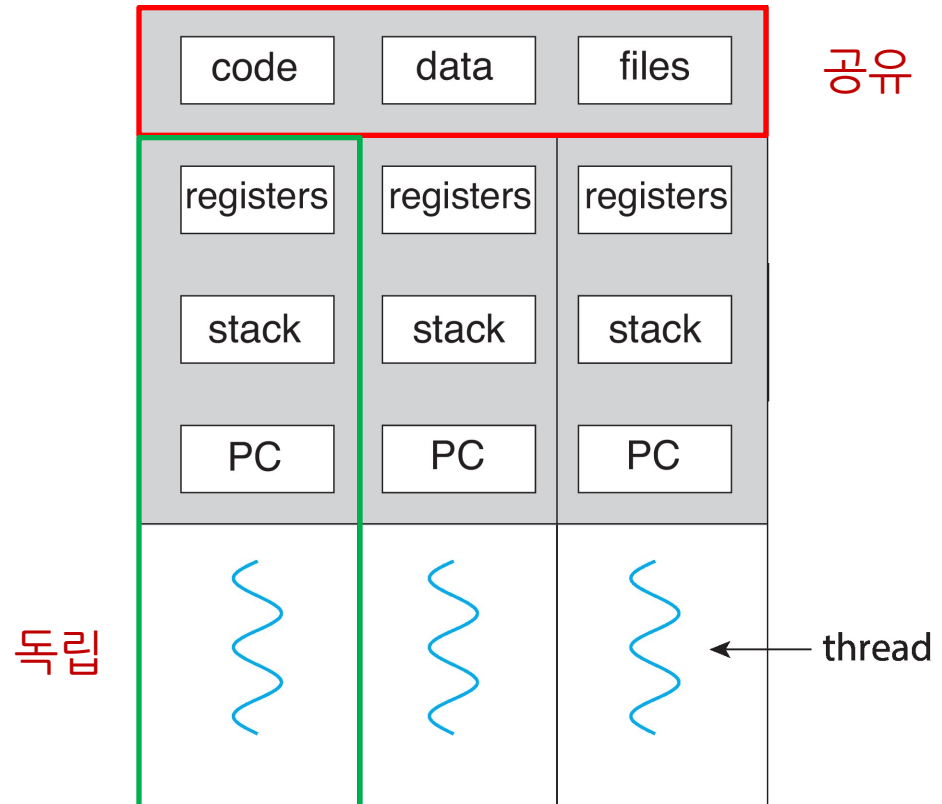 code data files 공유
registers registers registers
stack stack stack
PC PC PC
독립 thread